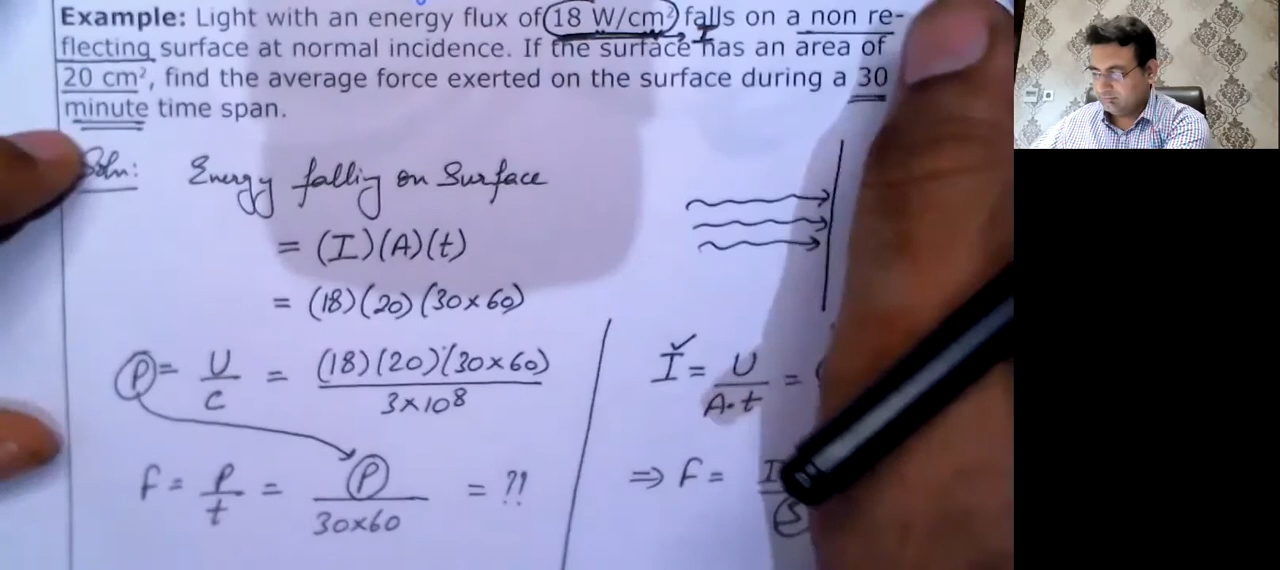 Example: Light with an energy flux of 18 W/cm² falls on a non re-
flecting surface at normal incidence. If the surface has an area of
20 cm², find the average force exerted on the surface during a 30
minute time span.
I
Soln: Energy falling on Surface
= (I)(A)(t)
= (18)(20)(30×60)
P = U/C = (18)(20)(30×60)/3×10⁸
F = P/t = P/30×60 = ??
I = U/A·t =
⇒ F = I